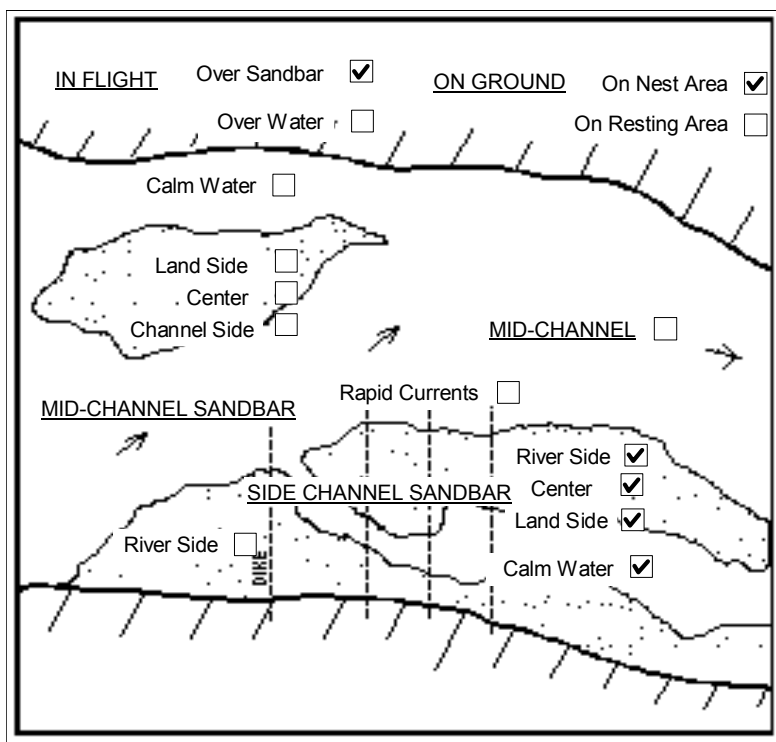 IN FLIGHT
Over Sandbar
ON GROUND
On Nest Area
Over Water
On Resting Area
Calm Water
Land Side
Center
Channel Side
MID-CHANNEL
Rapid Currents
MID-CHANNEL SANDBAR
River Side
SIDE CHANNEL SANDBAR
Center
Land Side
River Side
DIKE
Calm Water